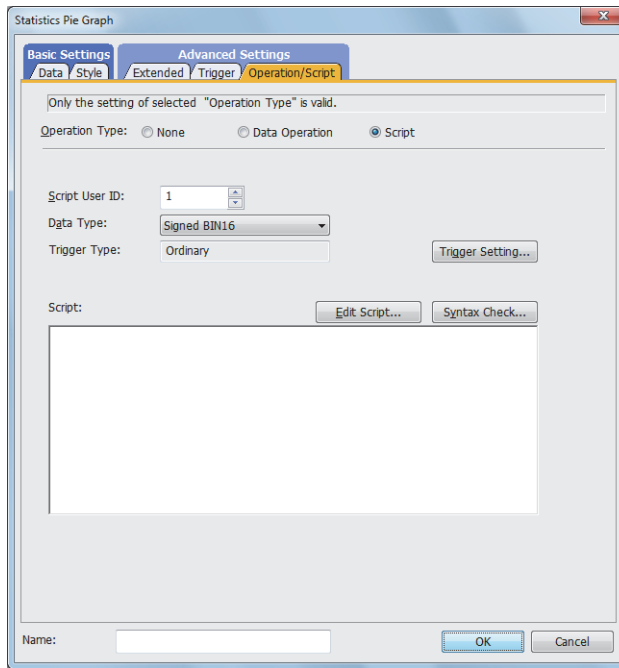 Statistics Pie Graph
Basic Settings Advanced Settings
Data Style Extended Trigger Operation/Script
Only the setting of selected "Operation Type" is valid.
Operation Type: None Data Operation Script
Script User ID: 1
Data Type: Signed BIN16
Trigger Type: Ordinary Trigger Setting...
Script: Edit Script... Syntax Check...
Name: OK Cancel